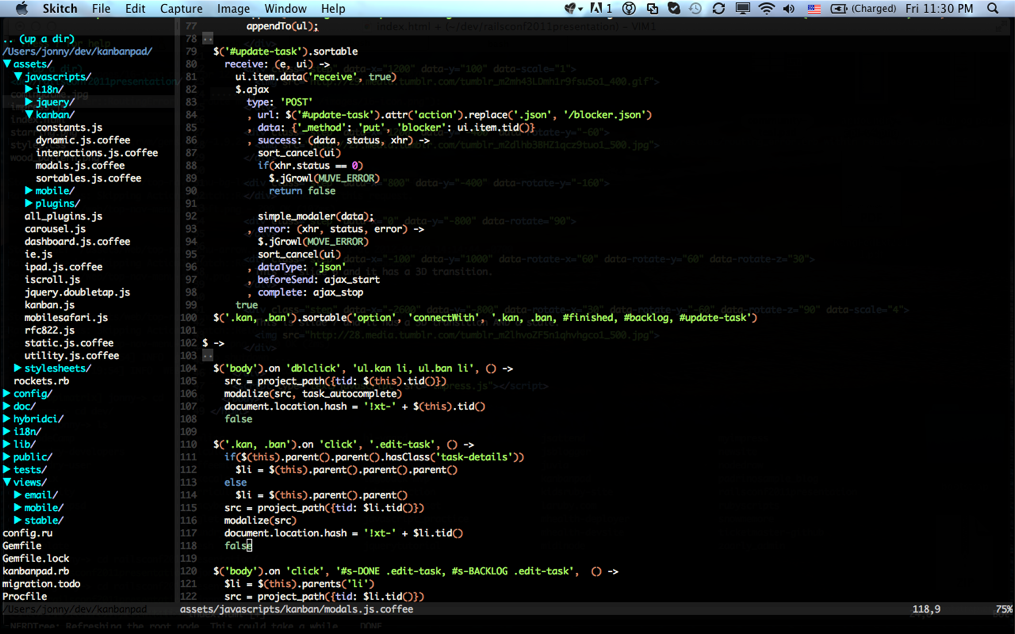 Skitch File Edit Capture Image Window Help 1 (Charged) Fri 11:30 PM
.. (up a dir)
/Users/jonny/dev/kanbanpad/
▼assets/
▼javascripts/
▶i18n/
▶jquery/
▼kanban/
constants.js
dynamic.js.coffee
interactions.js.coffee
modals.js.coffee
sortables.js.coffee
▶mobile/
▶plugins/
all_plugins.js
carousel.js
dashboard.js.coffee
ie.js
ipad.js.coffee
iscroll.js
jquery.doubletap.js
kanban.js
mobilesafari.js
rfc822.js
static.js.coffee
utility.js.coffee
▶stylesheets/
rockets.rb
▶config/
▶doc/
▶hybridci/
▶i18n/
▶lib/
▶public/
▶tests/
▼views/
▶email/
▶mobile/
▶stable/
config.ru
Gemfile
Gemfile.lock
kanbanpad.rb
migration.todo
Procfile
/Users/jonny/dev/kanbanpad
77 appendTo(ul);
78
79 $('#update-task').sortable
80 receive: (e, ui) ->
81 ui.item.data('receive', true)
82 $.ajax
83 type: 'POST'
84 , url: $('#update-task').attr('action').replace('.json', '/blocker.json')
85 , data: {'_method': 'put', 'blocker': ui.item.tid()}
86 , success: (data, status, xhr) ->
87 sort_cancel(ui)
88 if(xhr.status == 0)
89 $.jGrowl(MOVE_ERROR)
90 return false
91
92 simple_modaler(data);
93 , error: (xhr, status, error) ->
94 $.jGrowl(MOVE_ERROR)
95 sort_cancel(ui)
96 , dataType: 'json'
97 , beforeSend: ajax_start
98 , complete: ajax_stop
99 true
100 $('.kan, .ban').sortable('option', 'connectWith', '.kan, .ban, #finished, #backlog, #update-task')
101
102 $ ->
103
104 $('body').on 'dblclick', 'ul.kan li, ul.ban li', () ->
105 src = project_path({tid: $(this).tid()})
106 modalize(src, task_autocomplete)
107 document.location.hash = '!xt-' + $(this).tid()
108 false
109
110 $('.kan, .ban').on 'click', '.edit-task', () ->
111 if($(this).parent().parent().hasClass('task-details'))
112 $li = $(this).parent().parent().parent()
113 else
114 $li = $(this).parent().parent()
115 src = project_path({tid: $li.tid()})
116 modalize(src)
117 document.location.hash = '!xt-' + $li.tid()
118 false
119
120 $('body').on 'click', '#s-DONE .edit-task, #s-BACKLOG .edit-task', () ->
121 $li = $(this).parents('li')
122 src = project_path({tid: $li.tid()})
assets/javascripts/kanban/modals.js.coffee 118,9 75%